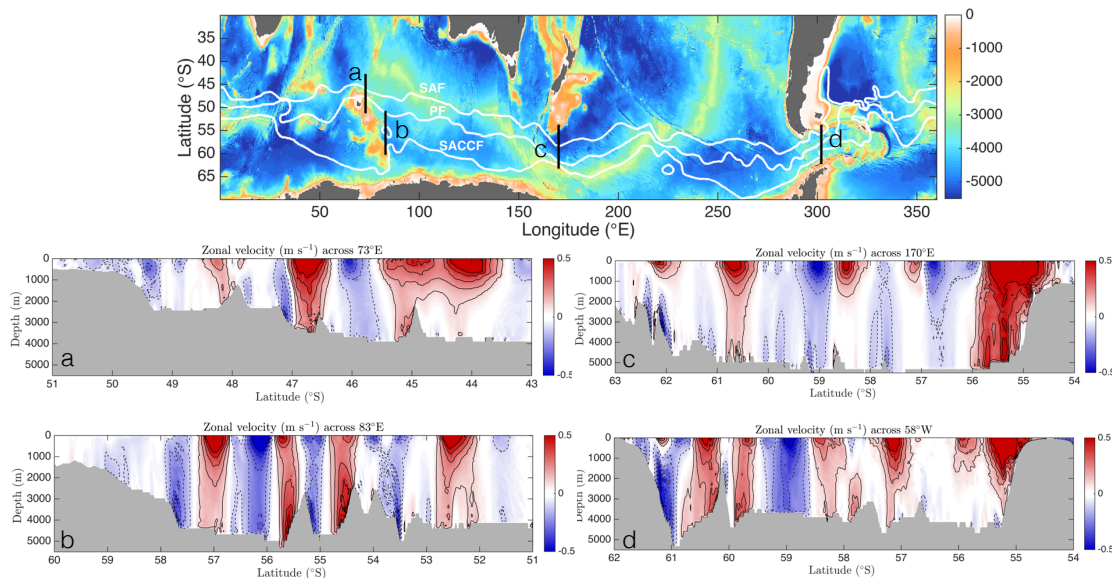 35
40
45
50
55
60
65
Latitude (°S)
a
b
c
d
SAF
PF
SACCF
50
100
150
200
250
300
350
Longitude (°E)
0
-1000
-2000
-3000
-4000
-5000
Zonal velocity (m s⁻¹) across 73°E
0
1000
2000
3000
4000
5000
Depth (m)
a
51 50 49 48 47 46 45 44 43
Latitude (°S)
0.5
0
-0.5
Zonal velocity (m s⁻¹) across 170°E
0
1000
2000
3000
4000
5000
Depth (m)
c
63 62 61 60 59 58 57 56 55 54
Latitude (°S)
0.5
0
-0.5
Zonal velocity (m s⁻¹) across 83°E
0
1000
2000
3000
4000
5000
Depth (m)
b
60 59 58 57 56 55 54 53 52 51
Latitude (°S)
0.5
0
-0.5
Zonal velocity (m s⁻¹) across 58°W
0
1000
2000
3000
4000
5000
Depth (m)
d
62 61 60 59 58 57 56 55 54
Latitude (°S)
0.5
0
-0.5